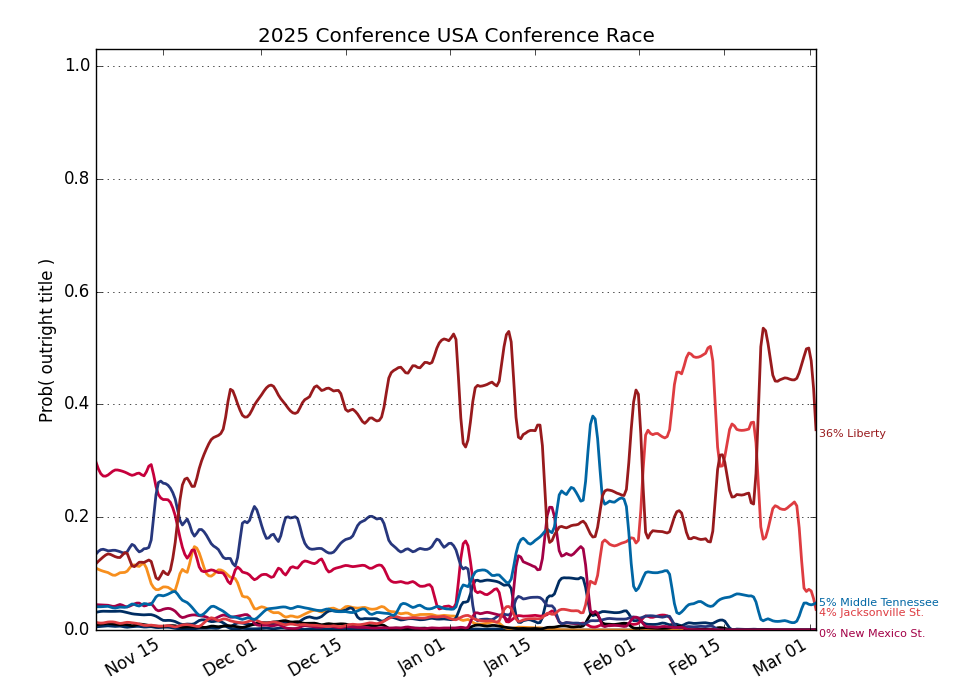 2025 Conference USA Conference Race
Prob( outright title )
1.0
0.8
0.6
0.4
0.2
0.0
36% Liberty
5% Middle Tennessee
4% Jacksonville St.
0% New Mexico St.
Nov 15
Dec 01
Dec 15
Jan 01
Jan 15
Feb 01
Feb 15
Mar 01